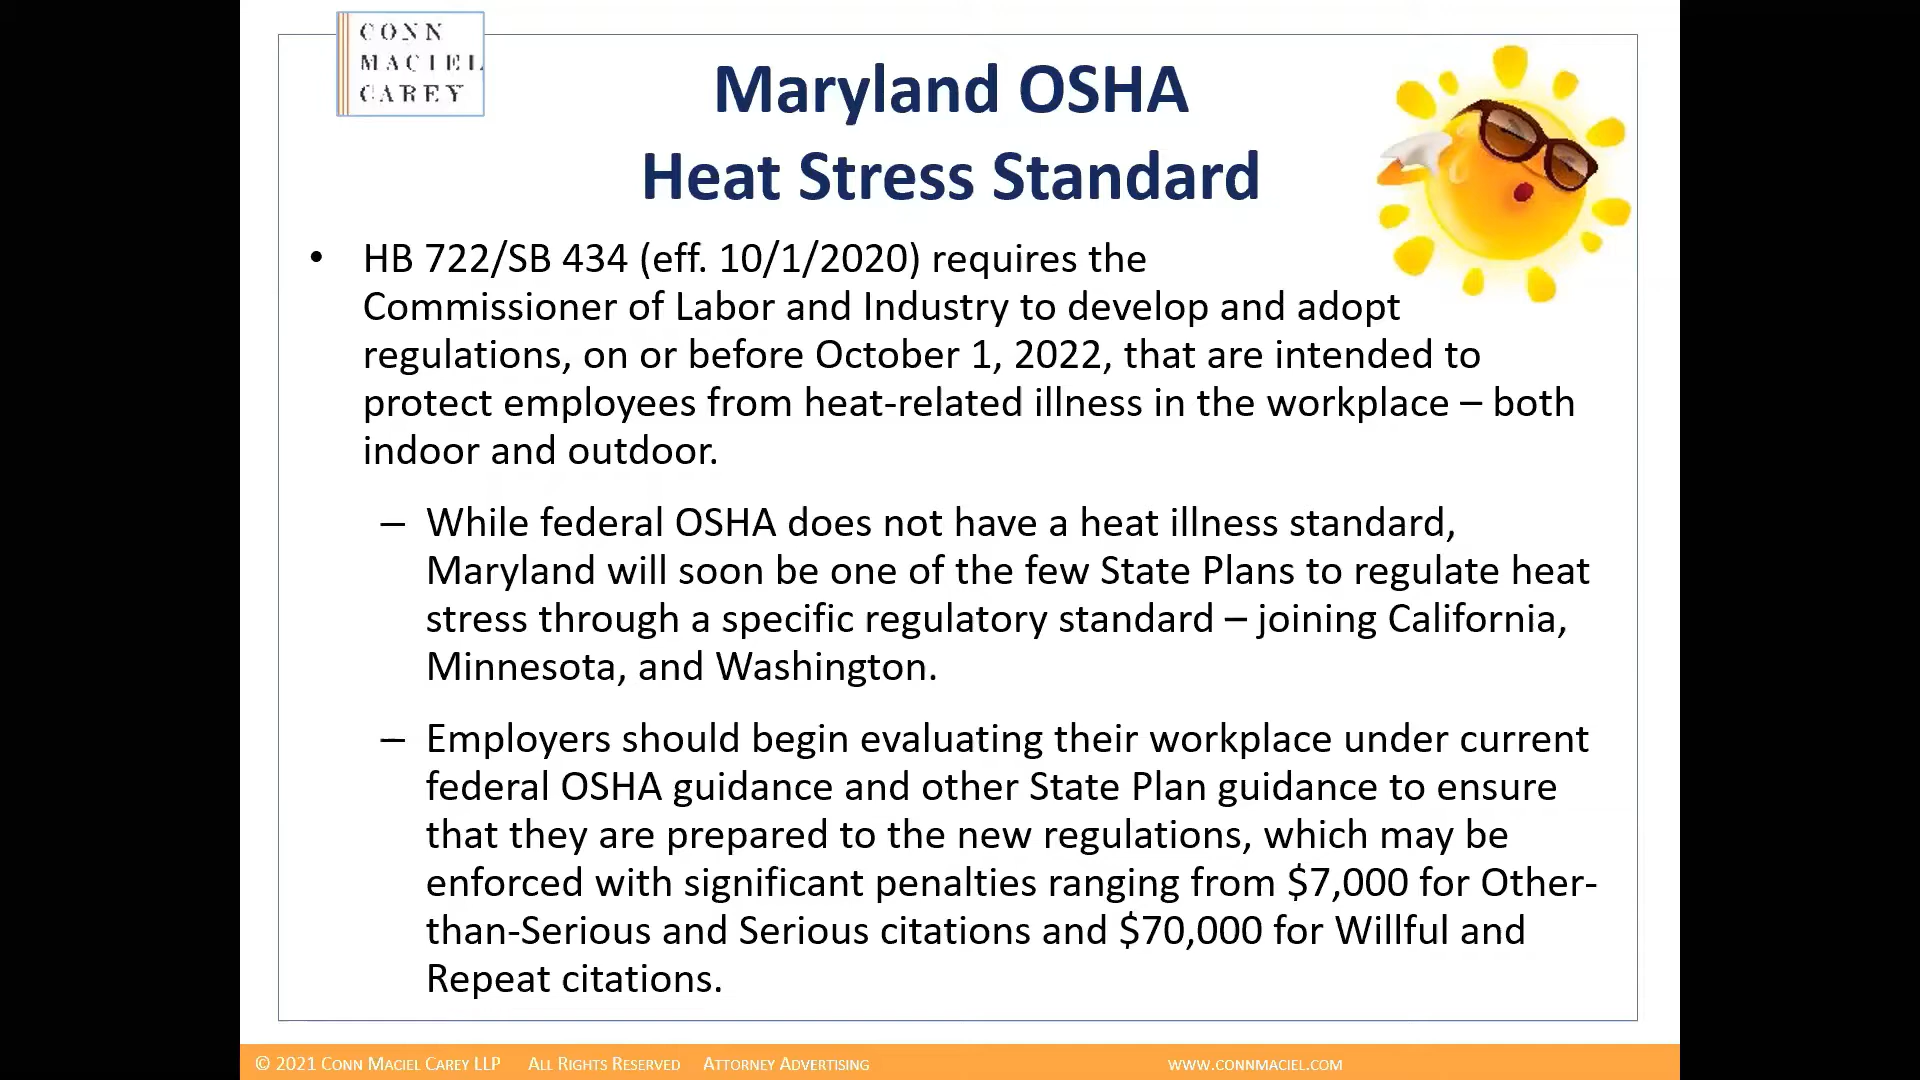 CONN
MACIEL
CAREY
Maryland OSHA
Heat Stress Standard
• HB 722/SB 434 (eff. 10/1/2020) requires the
Commissioner of Labor and Industry to develop and adopt
regulations, on or before October 1, 2022, that are intended to
protect employees from heat-related illness in the workplace – both
indoor and outdoor.
– While federal OSHA does not have a heat illness standard,
Maryland will soon be one of the few State Plans to regulate heat
stress through a specific regulatory standard – joining California,
Minnesota, and Washington.
– Employers should begin evaluating their workplace under current
federal OSHA guidance and other State Plan guidance to ensure
that they are prepared to the new regulations, which may be
enforced with significant penalties ranging from $7,000 for Other-
than-Serious and Serious citations and $70,000 for Willful and
Repeat citations.
© 2021 CONN MACIEL CAREY LLP ALL RIGHTS RESERVED ATTORNEY ADVERTISING WWW.CONNMACIEL.COM